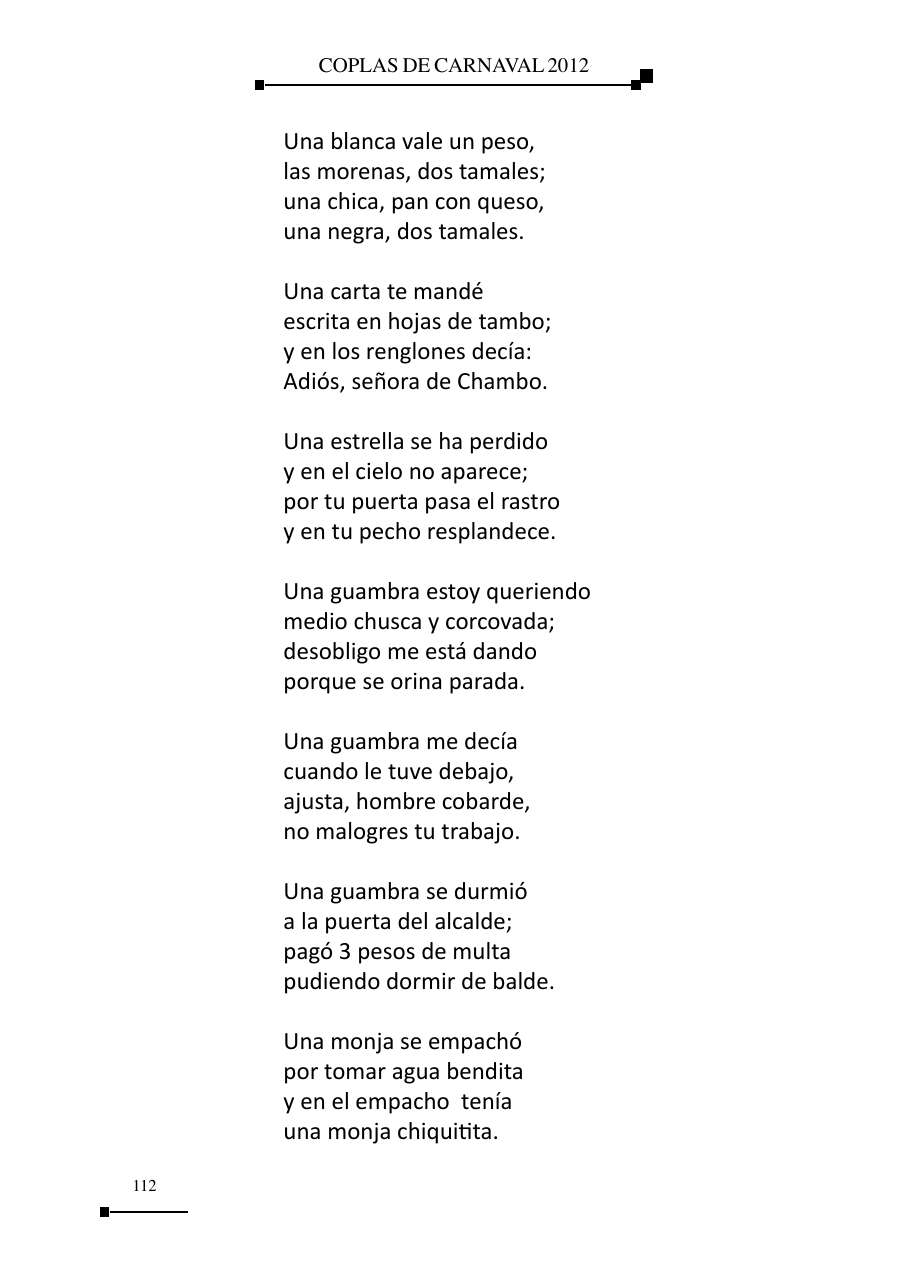 COPLAS DE CARNAVAL 2012
Una blanca vale un peso,
las morenas, dos tamales;
una chica, pan con queso,
una negra, dos tamales.
Una carta te mandé
escrita en hojas de tambo;
y en los renglones decía:
Adiós, señora de Chambo.
Una estrella se ha perdido
y en el cielo no aparece;
por tu puerta pasa el rastro
y en tu pecho resplandece.
Una guambra estoy queriendo
medio chusca y corcovada;
desobligo me está dando
porque se orina parada.
Una guambra me decía
cuando le tuve debajo,
ajusta, hombre cobarde,
no malogres tu trabajo.
Una guambra se durmió
a la puerta del alcalde;
pagó 3 pesos de multa
pudiendo dormir de balde.
Una monja se empachó
por tomar agua bendita
y en el empacho  tenía
una monja chiquitita.
112